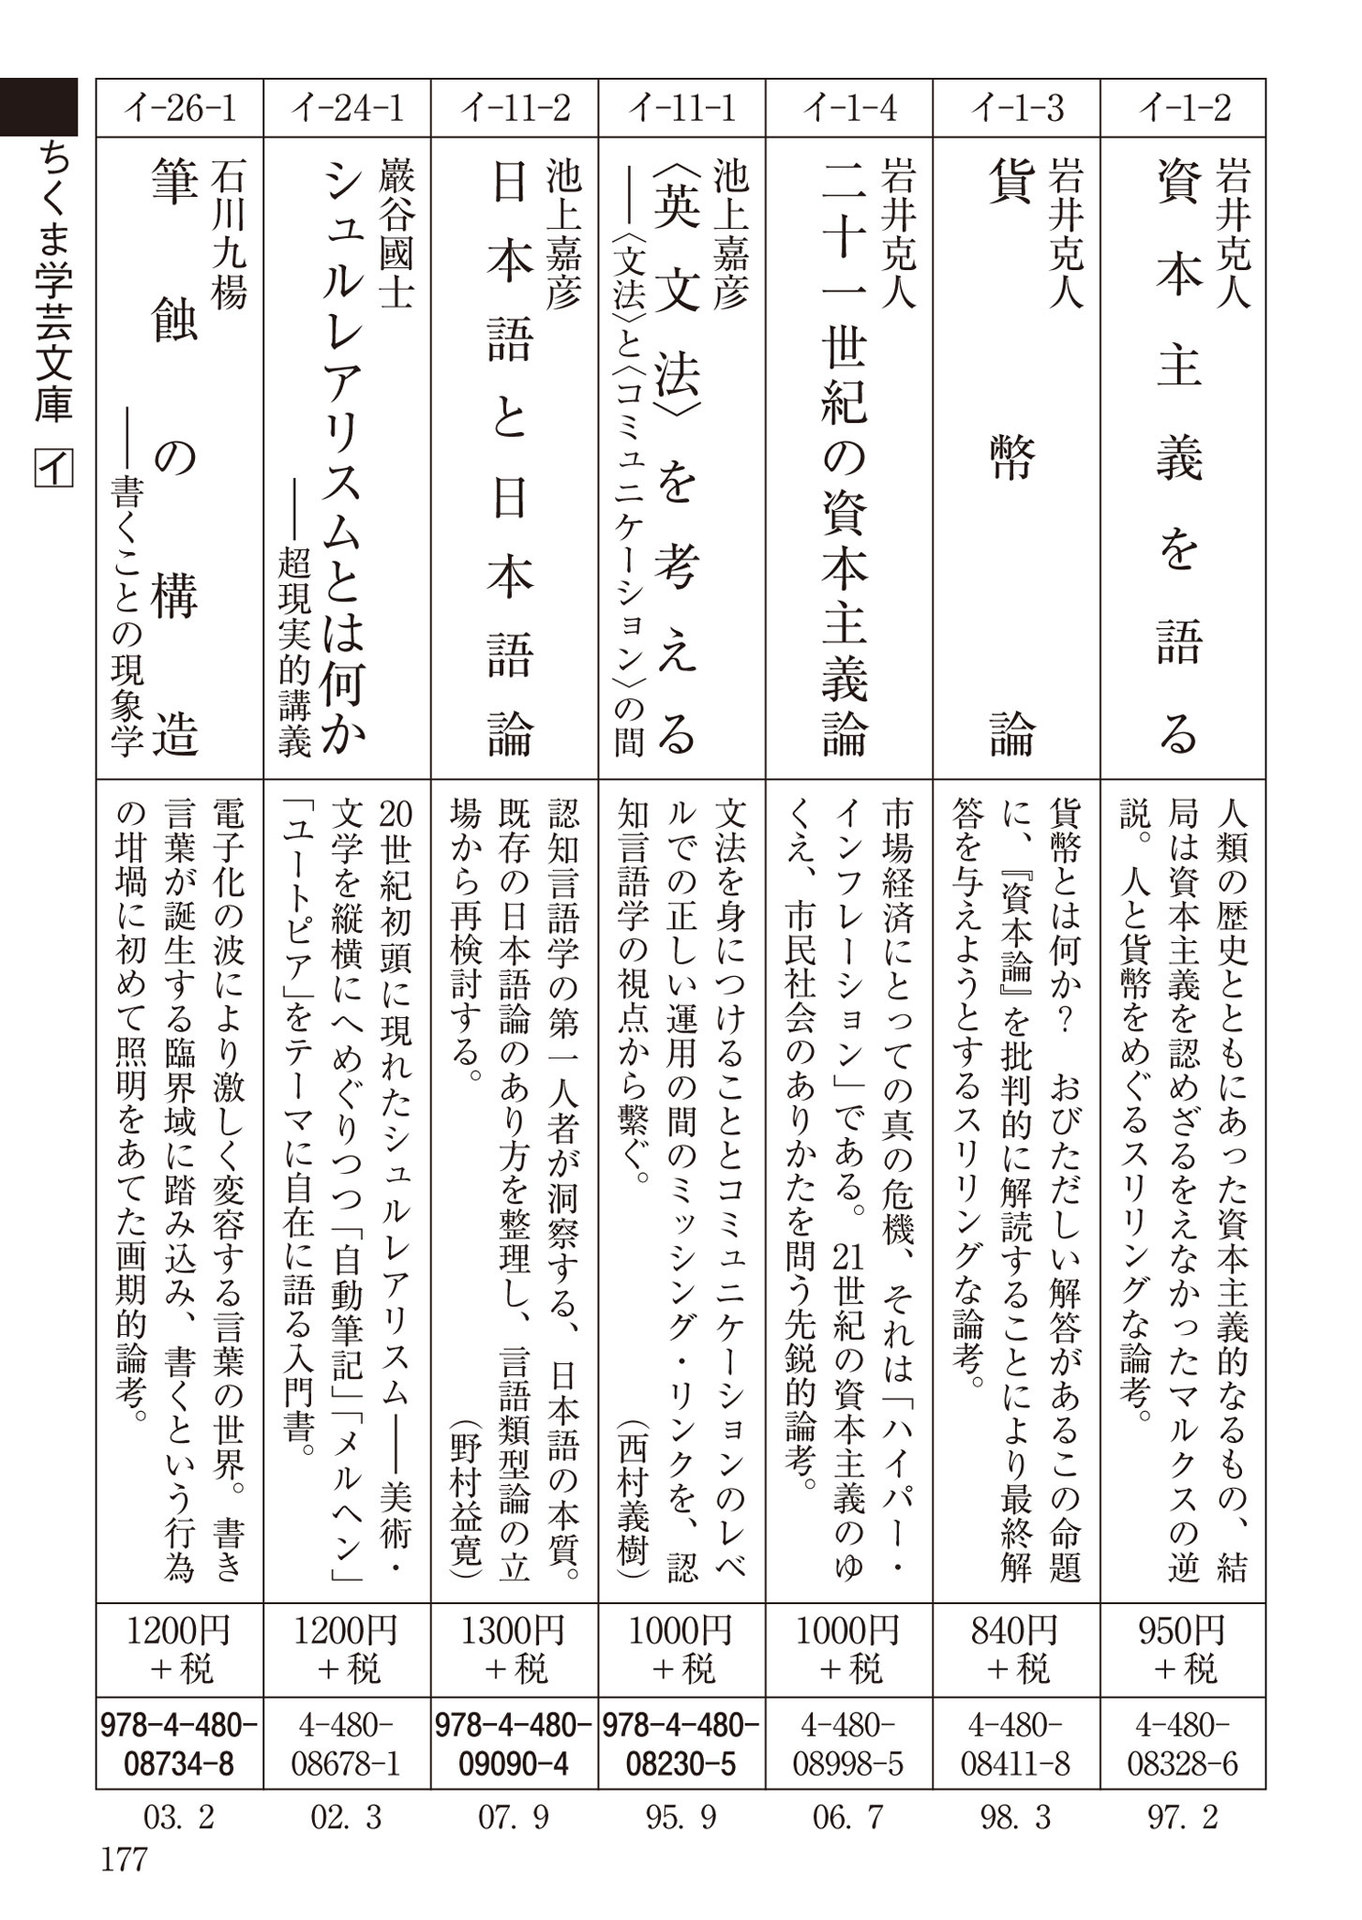 ちくま学芸文庫 イ
イ-1-2
岩井克人
資本主義を語る
人類の歴史とともにあった資本主義的なるもの、結
局は資本主義を認めざるをえなかったマルクスの逆
説。人と貨幣をめぐるスリリングな論考。
950円
+税
4-480-
08328-6
97. 2
イ-1-3
岩井克人
貨幣論
貨幣とは何か? おびただしい解答があるこの命題
に、『資本論』を批判的に解読することにより最終解
答を与えようとするスリリングな論考。
840円
+税
4-480-
08411-8
98. 3
イ-1-4
岩井克人
二十一世紀の資本主義論
市場経済にとっての真の危機、それは「ハイパー・
インフレーション」である。21世紀の資本主義のゆ
くえ、市民社会のありかたを問う先鋭的論考。
1000円
+税
4-480-
08998-5
06. 7
イ-11-1
池上嘉彦
〈英文法〉を考える
――〈文法〉と〈コミュニケーション〉の間
文法を身につけることとコミュニケーションのレベ
ルでの正しい運用の間のミッシング・リンクを、認
知言語学の視点から繋ぐ。 (西村義樹)
1000円
+税
978-4-480-
08230-5
95. 9
イ-11-2
池上嘉彦
日本語と日本語論
認知言語学の第一人者が洞察する、日本語の本質。
既存の日本語論のあり方を整理し、言語類型論の立
場から再検討する。 (野村益寛)
1300円
+税
978-4-480-
09090-4
07. 9
イ-24-1
巖谷國士
シュルレアリスムとは何か
――超現実的講義
20世紀初頭に現れたシュルレアリスム――美術・
文学を縦横にへめぐりつつ「自動筆記」「メルヘン」
「ユートピア」をテーマに自在に語る入門書。
1200円
+税
4-480-
08678-1
02. 3
イ-26-1
石川九楊
筆蝕の構造
――書くことの現象学
電子化の波により激しく変容する言葉の世界。書き
言葉が誕生する臨界域に踏み込み、書くという行為
の坩堝に初めて照明をあてた画期的論考。
1200円
+税
978-4-480-
08734-8
03. 2
177